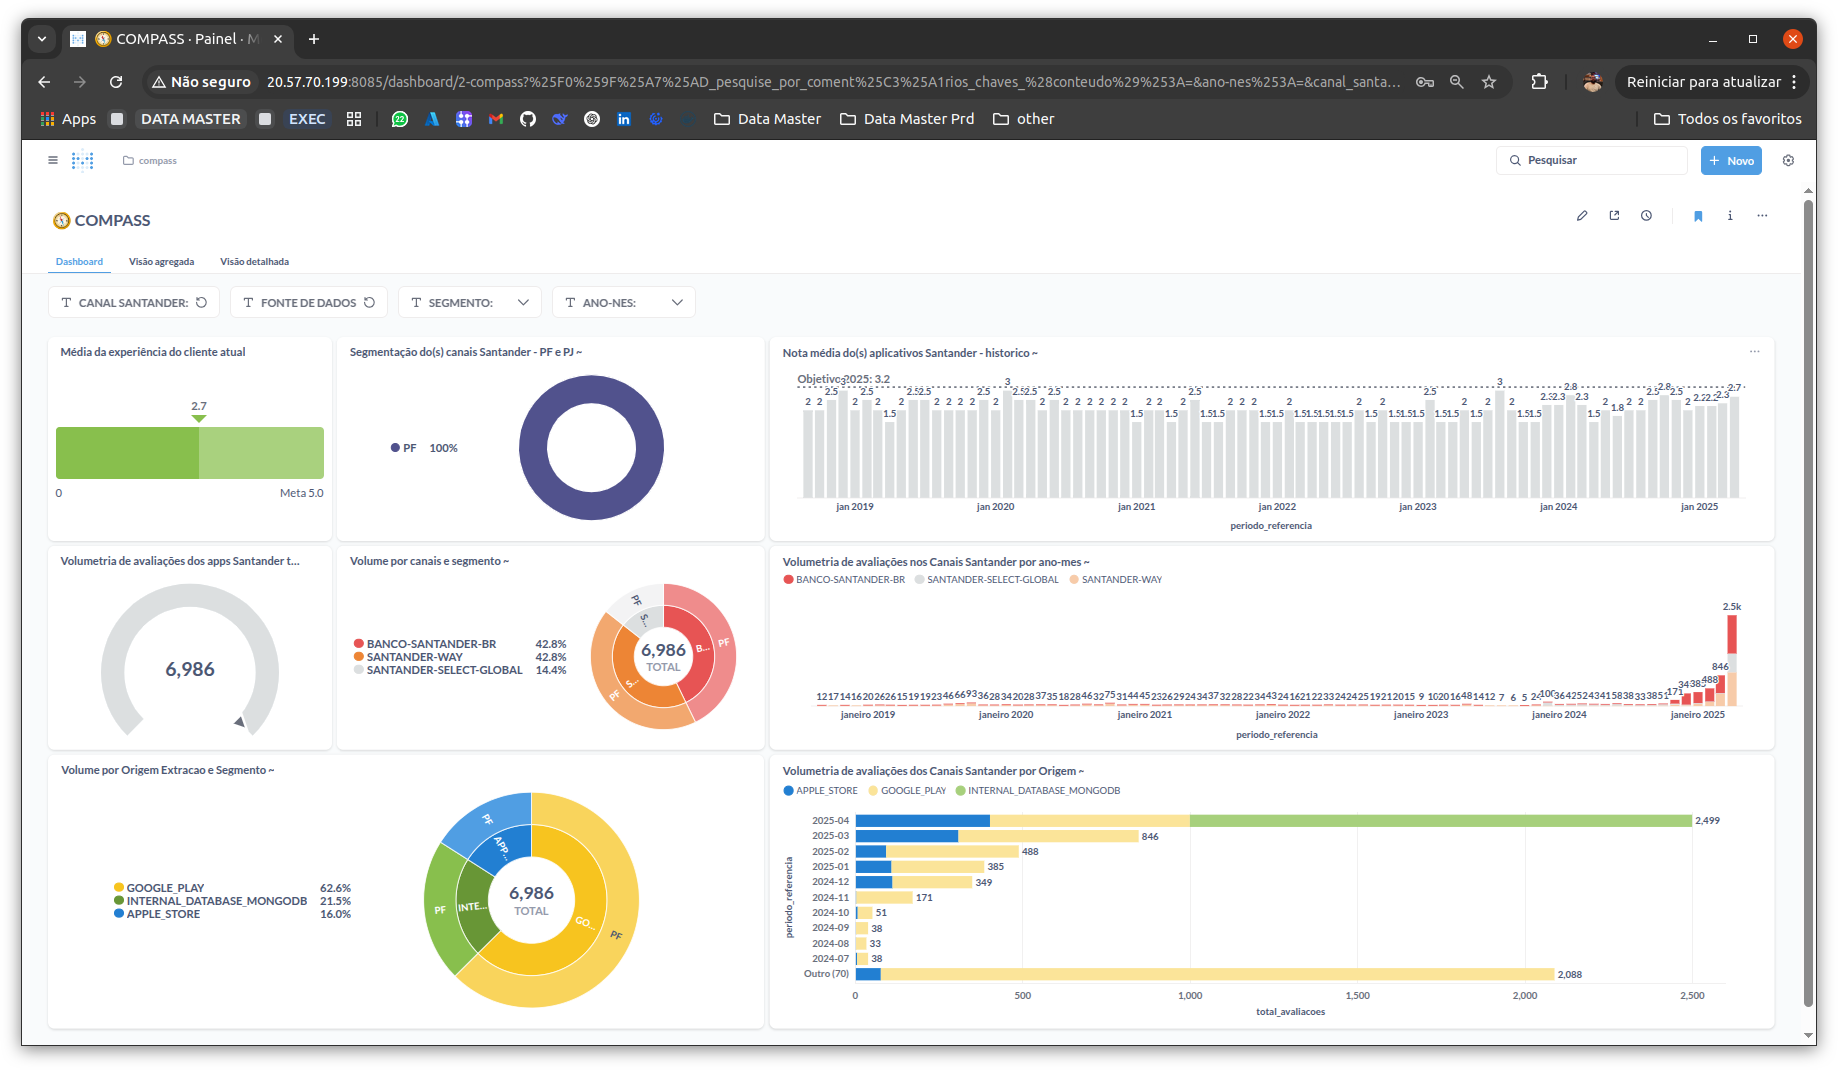 COMPASS · Painel · M
Não seguro
20.57.70.199:8085/dashboard/2-compass?%25F0%259F%25A7%25AD_pesquise_por_coment%25C3%25A1rios_chaves_%28conteudo%29%253A=&ano-nes%253A=&canal_santa...
Reiniciar para atualizar
Apps
DATA MASTER
EXEC
22
Data Master
Data Master Prd
other
Todos os favoritos
compass
Pesquisar
+ Novo
COMPASS
Dashboard
Visão agregada
Visão detalhada
CANAL SANTANDER:
FONTE DE DADOS
SEGMENTO:
ANO-NES:
Média da experiência do cliente atual
2.7
0
Meta 5.0
Segmentação do(s) canais Santander - PF e PJ ~
PF 100%
Nota média do(s) aplicativos Santander - historico ~
Objetivo 2025: 3.2
jan 2019 jan 2020 jan 2021 jan 2022 jan 2023 jan 2024 jan 2025
periodo_referencia
Volumetria de avaliações dos apps Santander t...
6,986
Volume por canais e segmento ~
BANCO-SANTANDER-BR 42.8%
SANTANDER-WAY 42.8%
SANTANDER-SELECT-GLOBAL 14.4%
6,986
TOTAL
PF
S...
B...
PF
S...
PF
Volumetria de avaliações nos Canais Santander por ano-mes ~
BANCO-SANTANDER-BR SANTANDER-SELECT-GLOBAL SANTANDER-WAY
2.5k
846
488
janeiro 2019 janeiro 2020 janeiro 2021 janeiro 2022 janeiro 2023 janeiro 2024 janeiro 2025
periodo_referencia
Volume por Origem Extracao e Segmento ~
GOOGLE_PLAY 62.6%
INTERNAL_DATABASE_MONGODB 21.5%
APPLE_STORE 16.0%
6,986
TOTAL
PF
APP...
PF
INTE...
GO...
PF
Volumetria de avaliações dos Canais Santander por Origem ~
APPLE_STORE GOOGLE_PLAY INTERNAL_DATABASE_MONGODB
periodo_referencia
2025-04 2,499
2025-03 846
2025-02 488
2025-01 385
2024-12 349
2024-11 171
2024-10 51
2024-09 38
2024-08 33
2024-07 38
Outro (70) 2,088
0 500 1,000 1,500 2,000 2,500
total_avaliacoes